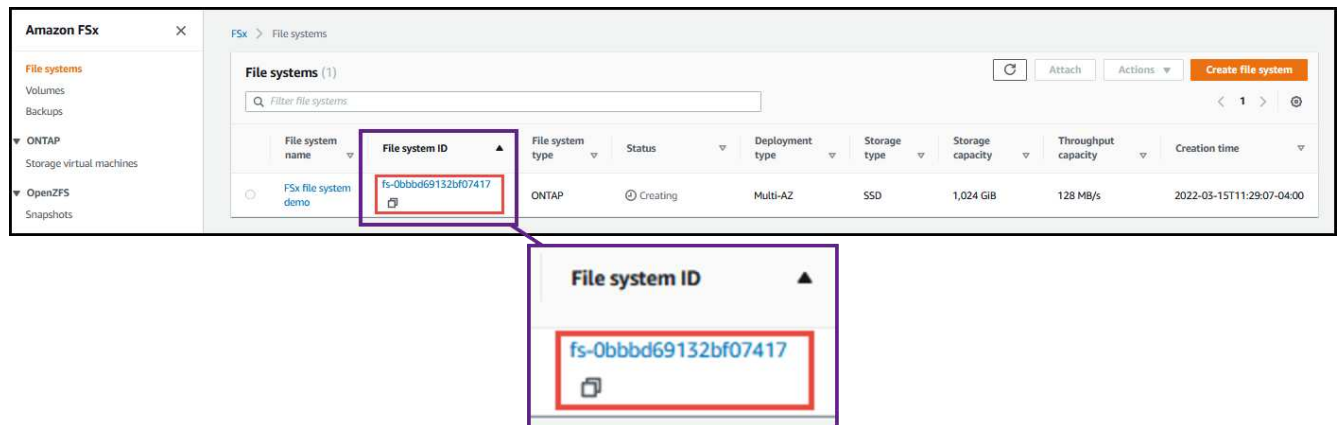 Amazon FSx
File systems
Volumes
Backups
ONTAP
Storage virtual machines
OpenZFS
Snapshots
FSx > File systems
File systems (1)
Attach
Actions
Create file system
Filter file systems
< 1 >
File system name
File system ID
File system type
Status
Deployment type
Storage type
Storage capacity
Throughput capacity
Creation time
FSx file system demo
fs-0bbbd69132bf07417
ONTAP
Creating
Multi-AZ
SSD
1,024 GiB
128 MB/s
2022-03-15T11:29:07-04:00
File system ID
fs-0bbbd69132bf07417